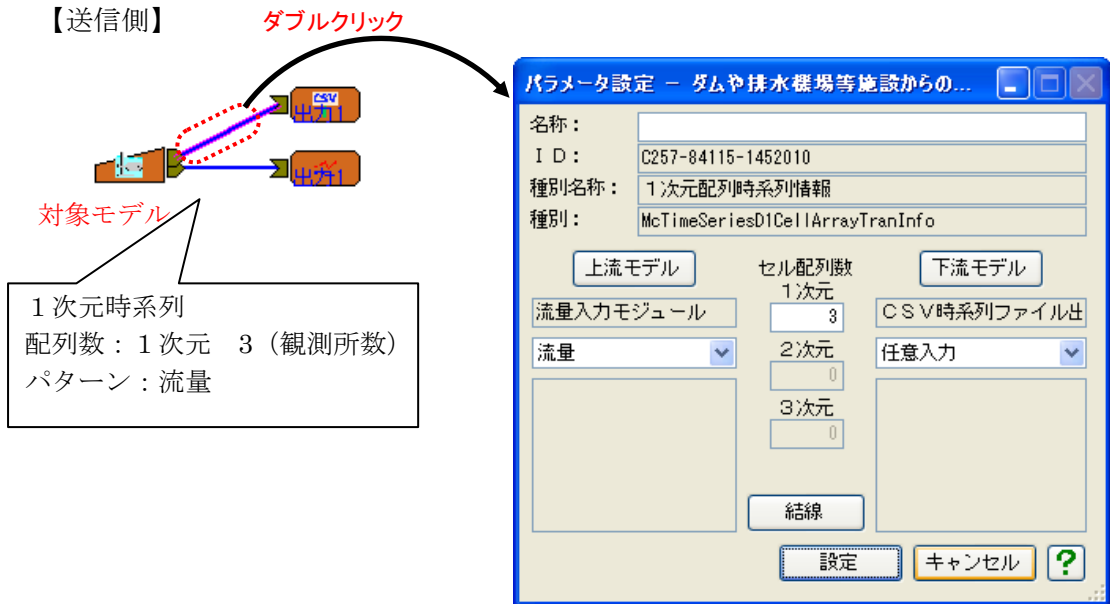 【送信側】
ダブルクリック
CSV
出力1
出力1
対象モデル
1次元時系列
配列数:1次元 3(観測所数)
パターン:流量
パラメータ設定 - ダムや排水機場等施設からの...
名称:
ID: C257-84115-1452010
種別名称: 1次元配列時系列情報
種別: McTimeSeriesD1CellArrayTranInfo
上流モデル セル配列数 下流モデル
1次元
流量入力モジュール 3 CSV時系列ファイル出
流量 2次元 任意入力
0
3次元
0
結線
設定 キャンセル ?